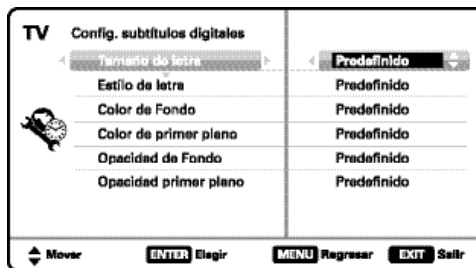 TV Config. subtítulos digitales
Tamaño de letra Predefinido
Estilo de letra Predefinido
Color de Fondo Predefinido
Color de primer plano Predefinido
Opacidad de Fondo Predefinido
Opacidad primer plano Predefinido
Mover ENTER Elegir MENU Regresar EXIT Salir